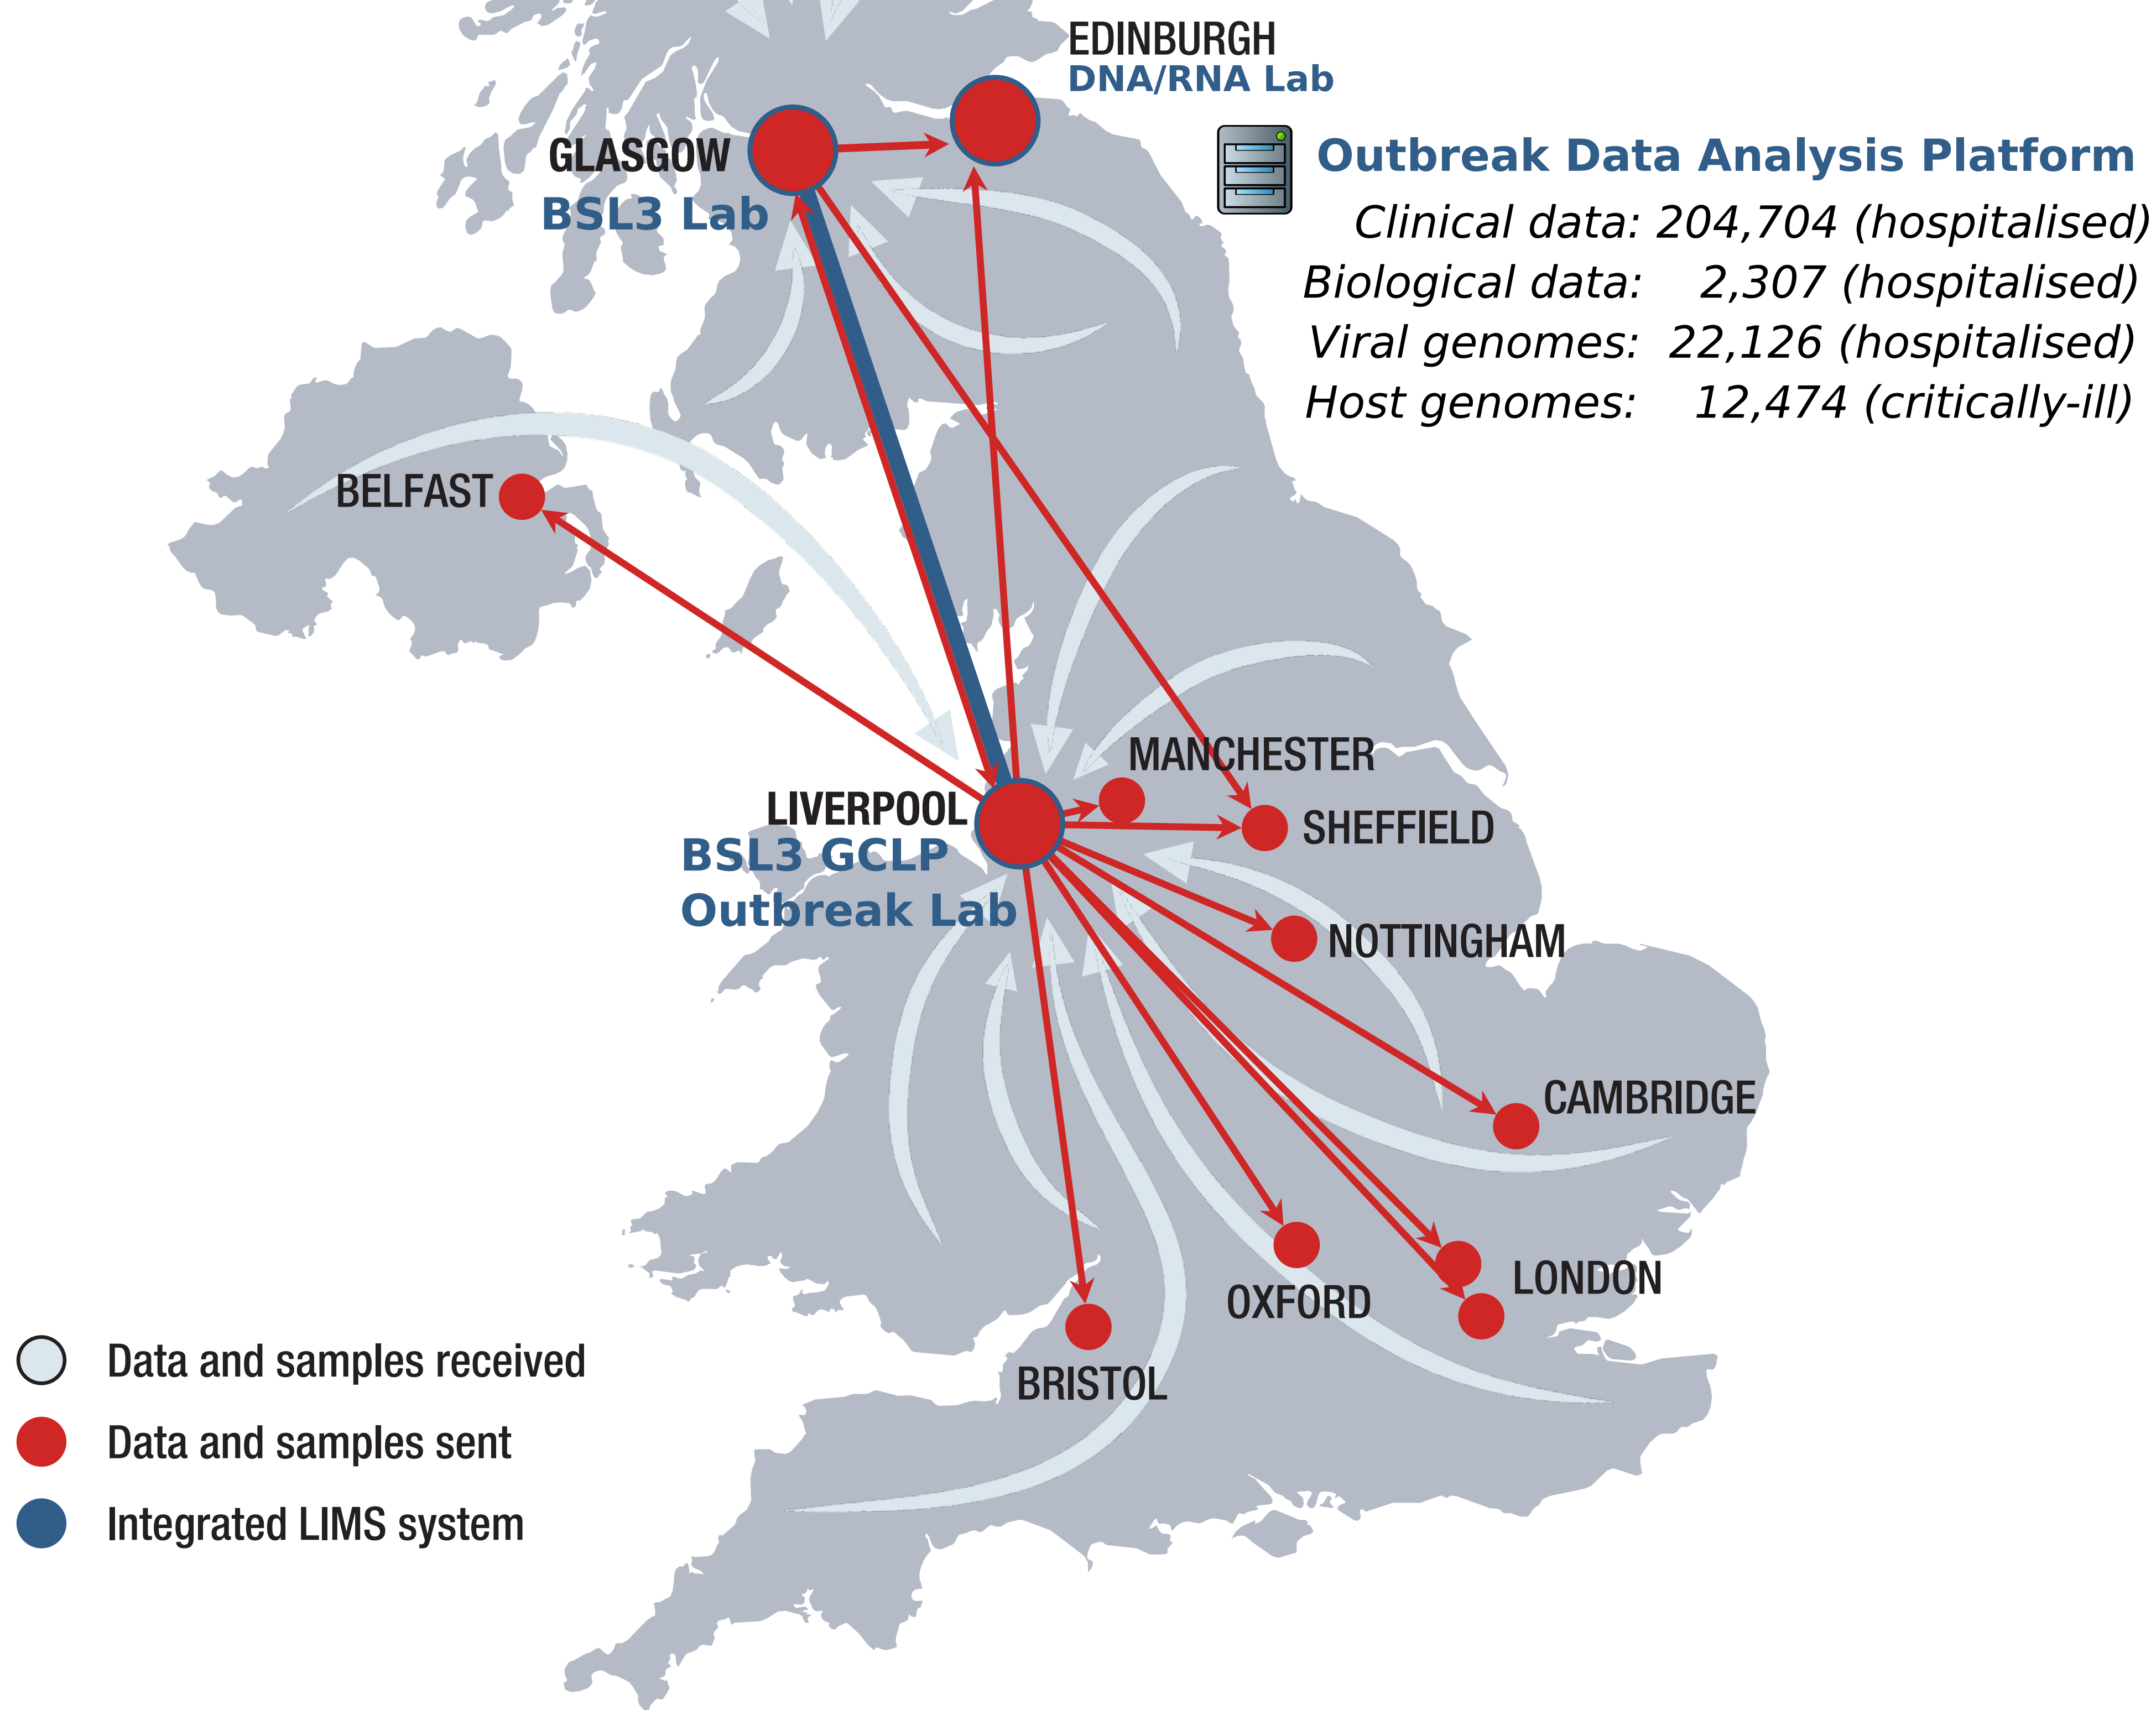 EDINBURGH
DNA/RNA Lab
GLASGOW
BSL3 Lab
Outbreak Data Analysis Platform
Clinical data: 204,704 (hospitalised)
Biological data: 2,307 (hospitalised)
Viral genomes: 22,126 (hospitalised)
Host genomes: 12,474 (critically-ill)
BELFAST
MANCHESTER
LIVERPOOL
BSL3 GCLP
Outbreak Lab
SHEFFIELD
NOTTINGHAM
CAMBRIDGE
LONDON
OXFORD
BRISTOL
Data and samples received
Data and samples sent
Integrated LIMS system